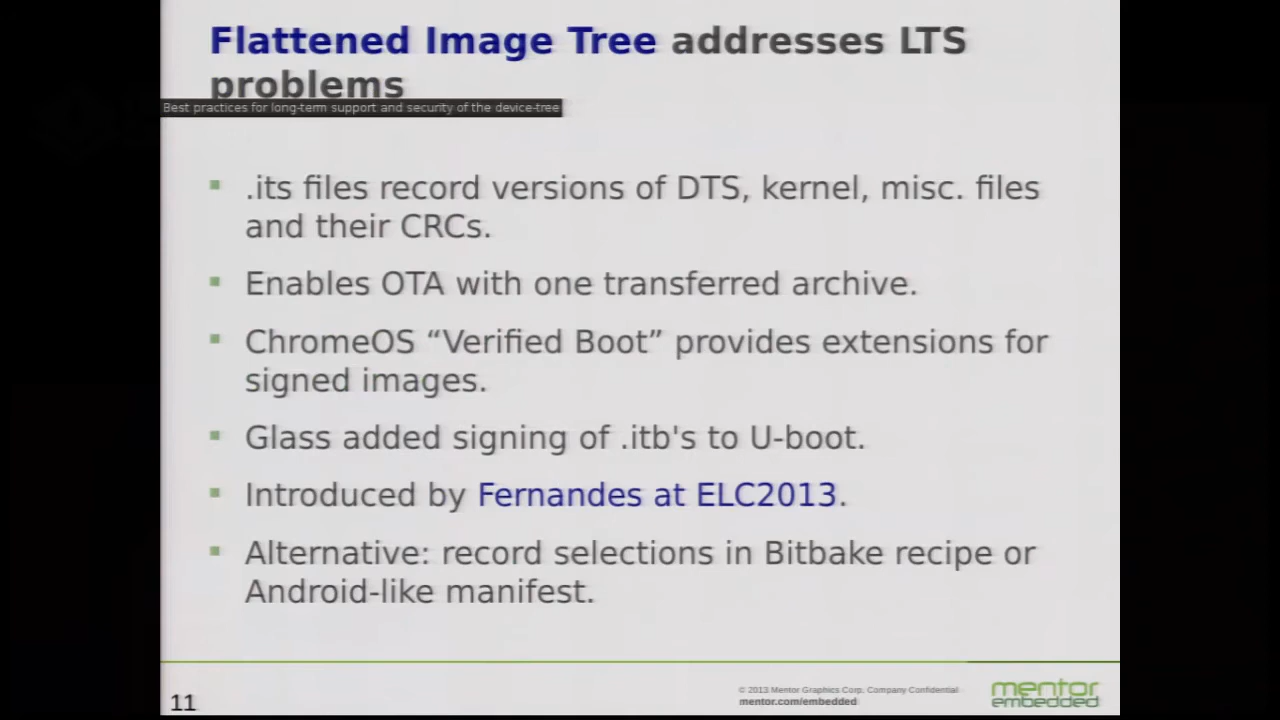 Flattened Image Tree addresses LTS
problems
Best practices for long-term support and security of the device-tree
.its files record versions of DTS, kernel, misc. files
and their CRCs.
Enables OTA with one transferred archive.
ChromeOS “Verified Boot” provides extensions for
signed images.
Glass added signing of .itb's to U-boot.
Introduced by Fernandes at ELC2013.
Alternative: record selections in Bitbake recipe or
Android-like manifest.
11
© 2013 Mentor Graphics Corp. Company Confidential
mentor.com/embedded
mentor
embedded